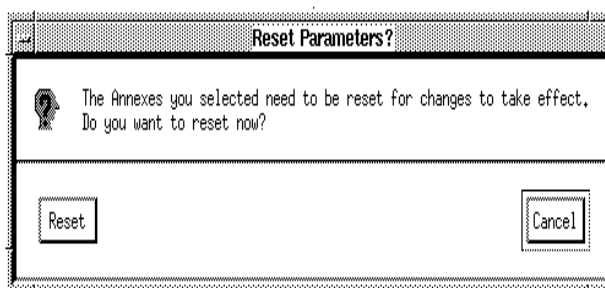 Reset Parameters?
The Annexes you selected need to be reset for changes to take effect.
Do you want to reset now?
Reset
Cancel